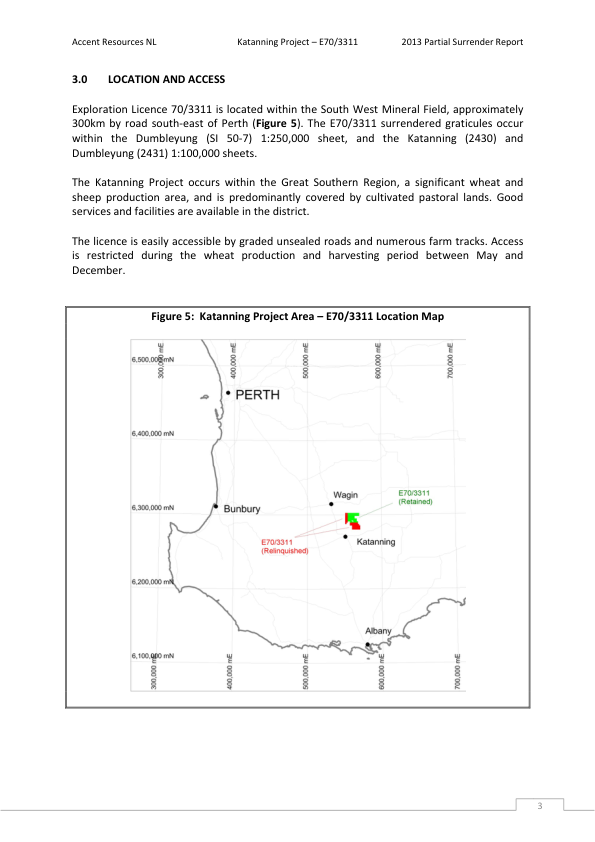 Accent Resources NL Katanning Project – E70/3311 2013 Partial Surrender Report
3.0 LOCATION AND ACCESS
Exploration Licence 70/3311 is located within the South West Mineral Field, approximately
300km by road south-east of Perth (Figure 5). The E70/3311 surrendered graticules occur
within the Dumbleyung (SI 50-7) 1:250,000 sheet, and the Katanning (2430) and
Dumbleyung (2431) 1:100,000 sheets.
The Katanning Project occurs within the Great Southern Region, a significant wheat and
sheep production area, and is predominantly covered by cultivated pastoral lands. Good
services and facilities are available in the district.
The licence is easily accessible by graded unsealed roads and numerous farm tracks. Access
is restricted during the wheat production and harvesting period between May and
December.
Figure 5: Katanning Project Area – E70/3311 Location Map
300,000 mE
400,000 mE
500,000 mE
600,000 mE
700,000 mE
6,500,000 mN
PERTH
6,400,000 mN
Wagin
E70/3311
(Retained)
6,300,000 mN
Bunbury
E70/3311
(Relinquished)
Katanning
6,200,000 mN
Albany
6,100,000 mN
300,000 mE
400,000 mE
500,000 mE
600,000 mE
700,000 mE
3